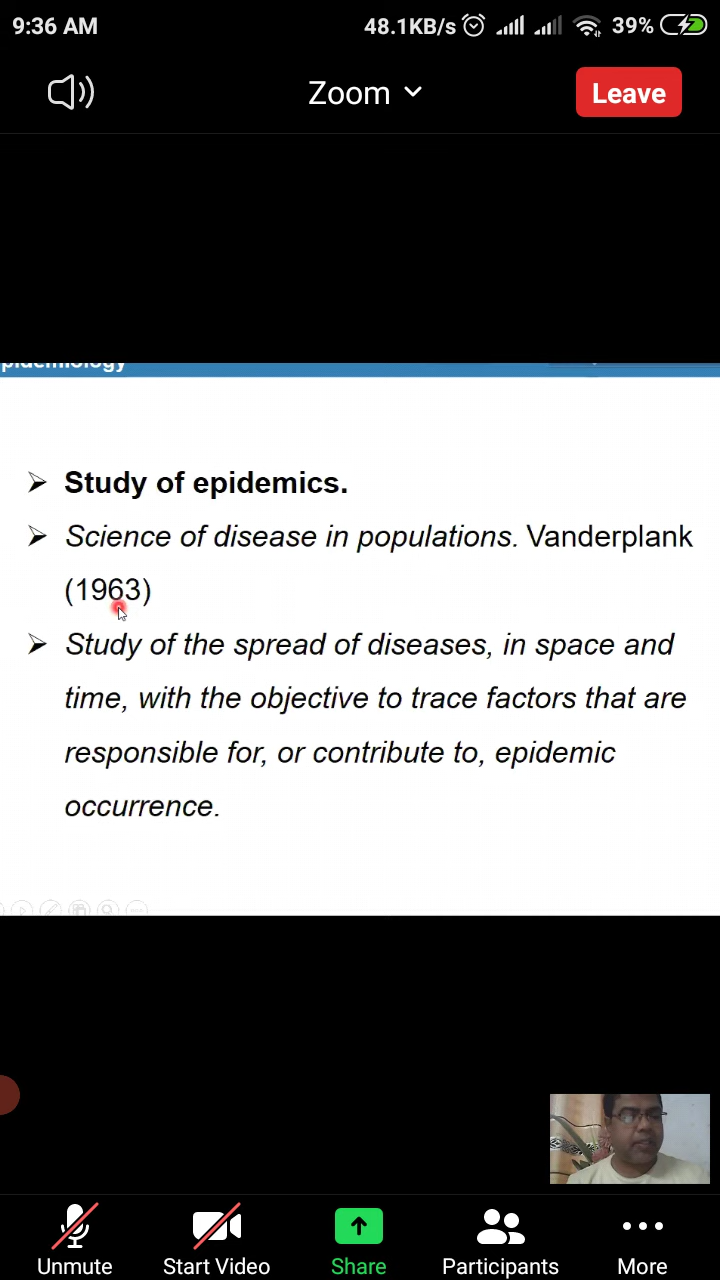 9:36 AM 48.1KB/s 39%
Zoom Leave
pidemiology
➢ Study of epidemics.
➢ Science of disease in populations. Vanderplank
(1963)
➢ Study of the spread of diseases, in space and
time, with the objective to trace factors that are
responsible for, or contribute to, epidemic
occurrence.
Unmute Start Video Share Participants More